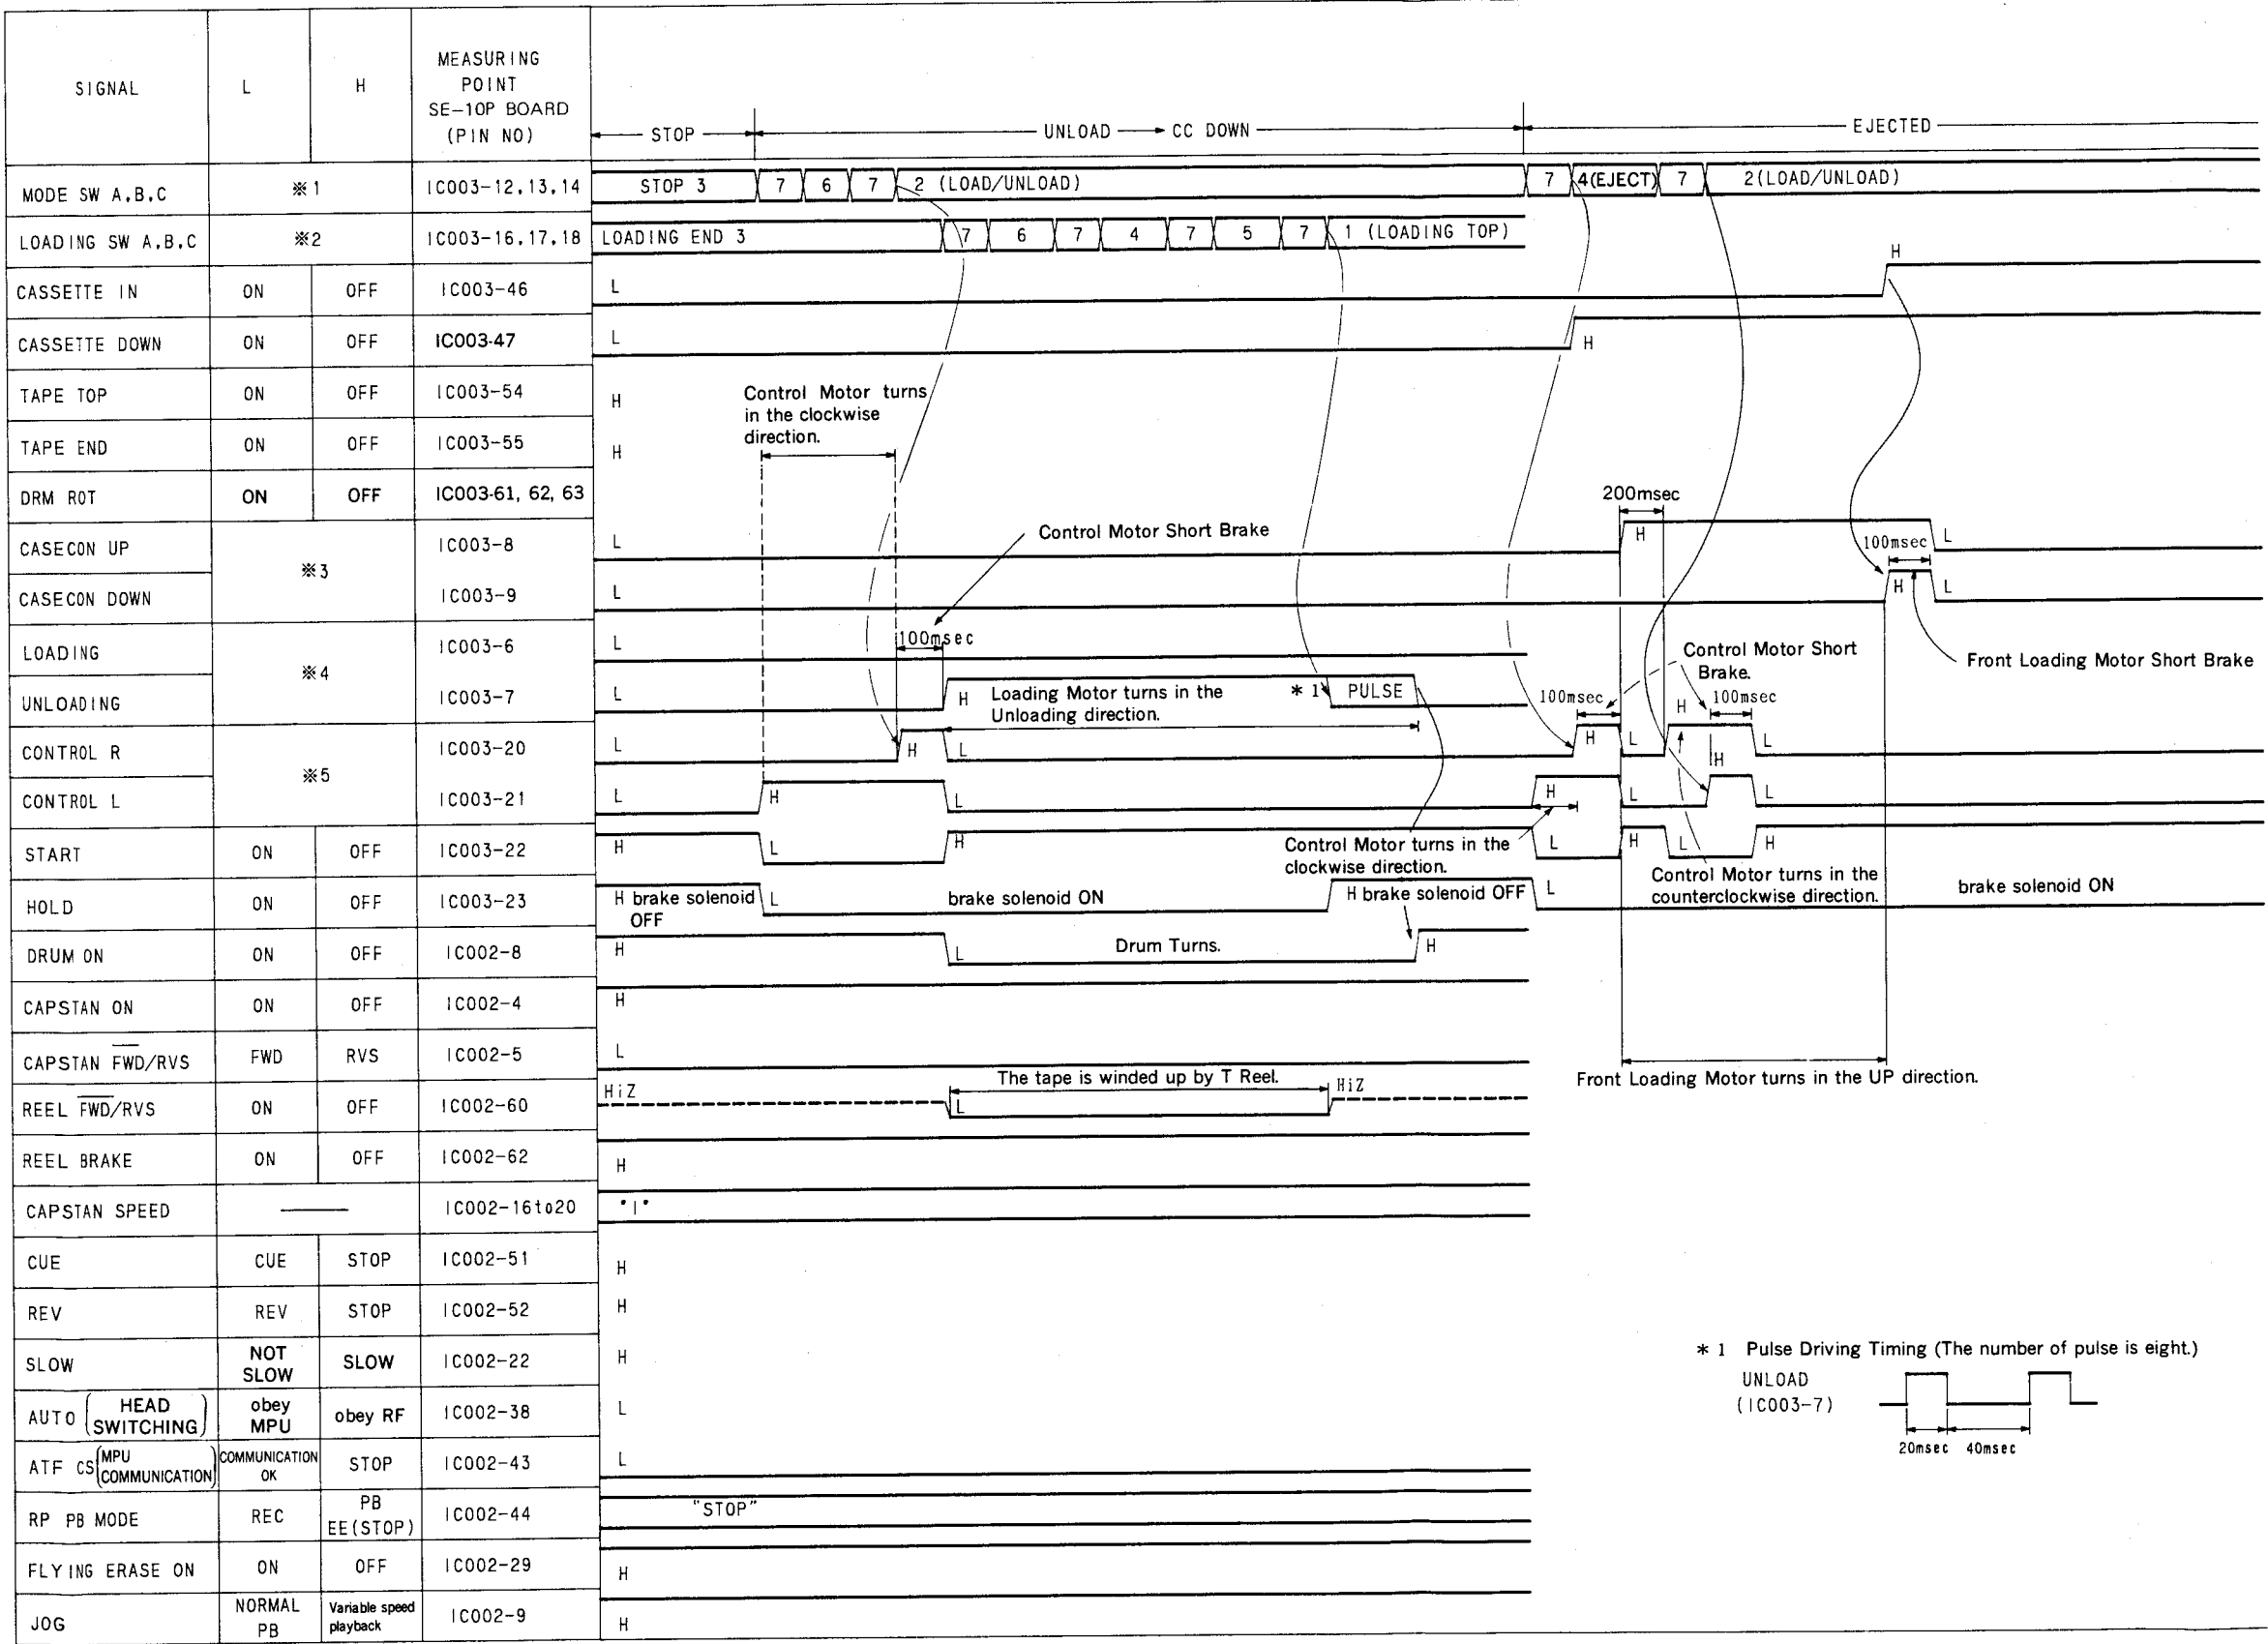 SIGNAL L H MEASURING POINT SE-10P BOARD (PIN NO) STOP UNLOAD → CC DOWN EJECTED
MODE SW A,B,C ※1 IC003-12,13,14 STOP 3 7 6 7 2 (LOAD/UNLOAD) 7 4(EJECT) 7 2(LOAD/UNLOAD)
LOADING SW A,B,C ※2 IC003-16,17,18 LOADING END 3 7 6 7 4 7 5 7 1 (LOADING TOP)
CASSETTE IN ON OFF IC003-46 L H
CASSETTE DOWN ON OFF IC003-47 L H
TAPE TOP ON OFF IC003-54 H
Control Motor turns
in the clockwise
direction.
TAPE END ON OFF IC003-55 H
DRM ROT ON OFF IC003-61, 62, 63
200msec
CASECON UP ※3 IC003-8 L H L
Control Motor Short Brake
100msec
CASECON DOWN IC003-9 L H L
LOADING ※4 IC003-6 L
100msec
Control Motor Short
Brake.
Front Loading Motor Short Brake
UNLOADING IC003-7 L H Loading Motor turns in the
Unloading direction.
* 1 PULSE
100msec H 100msec
CONTROL R ※5 IC003-20 L H L H L L
H
CONTROL L IC003-21 L H L H L L
START ON OFF IC003-22 H L H L H L H
Control Motor turns in the
clockwise direction.
Control Motor turns in the
counterclockwise direction.
HOLD ON OFF IC003-23 H brake solenoid
OFF
L brake solenoid ON H brake solenoid OFF L brake solenoid ON
DRUM ON ON OFF IC002-8 H L Drum Turns. H
CAPSTAN ON ON OFF IC002-4 H
CAPSTAN FWD/RVS FWD RVS IC002-5 L
Front Loading Motor turns in the UP direction.
REEL FWD/RVS ON OFF IC002-60 HiZ L The tape is winded up by T Reel. HiZ
REEL BRAKE ON OFF IC002-62 H
CAPSTAN SPEED —— IC002-16to20 "1"
CUE CUE STOP IC002-51 H
REV REV STOP IC002-52 H
SLOW NOT SLOW SLOW IC002-22 H
* 1 Pulse Driving Timing (The number of pulse is eight.)
UNLOAD
(IC003-7)
20msec 40msec
AUTO (HEAD SWITCHING) obey MPU obey RF IC002-38 L
ATF CS (MPU COMMUNICATION) COMMUNICATION OK STOP IC002-43 L
RP PB MODE REC PB EE(STOP) IC002-44 "STOP"
FLYING ERASE ON ON OFF IC002-29 H
JOG NORMAL PB Variable speed playback IC002-9 H